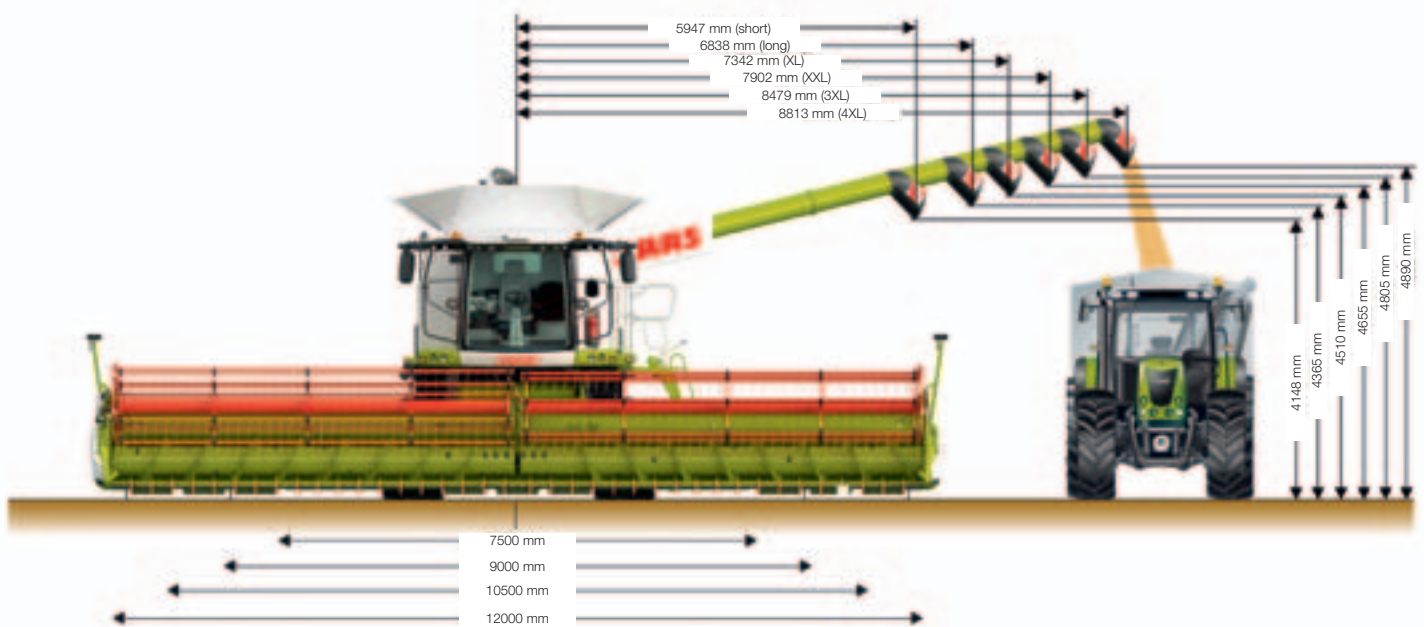 5947 mm (short)
6838 mm (long)
7342 mm (XL)
7902 mm (XXL)
8479 mm (3XL)
8813 mm (4XL)
4148 mm
4365 mm
4510 mm
4655 mm
4805 mm
4890 mm
7500 mm
9000 mm
10500 mm
12000 mm